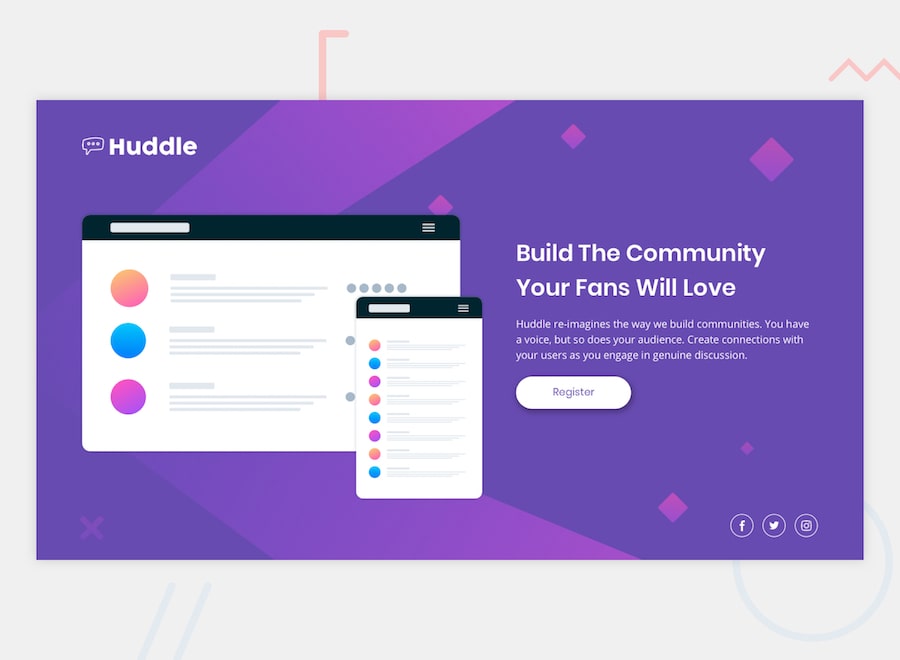 Huddle
Build The Community
Your Fans Will Love
Huddle re-imagines the way we build communities. You have
a voice, but so does your audience. Create connections with
your users as you engage in genuine discussion.
Register